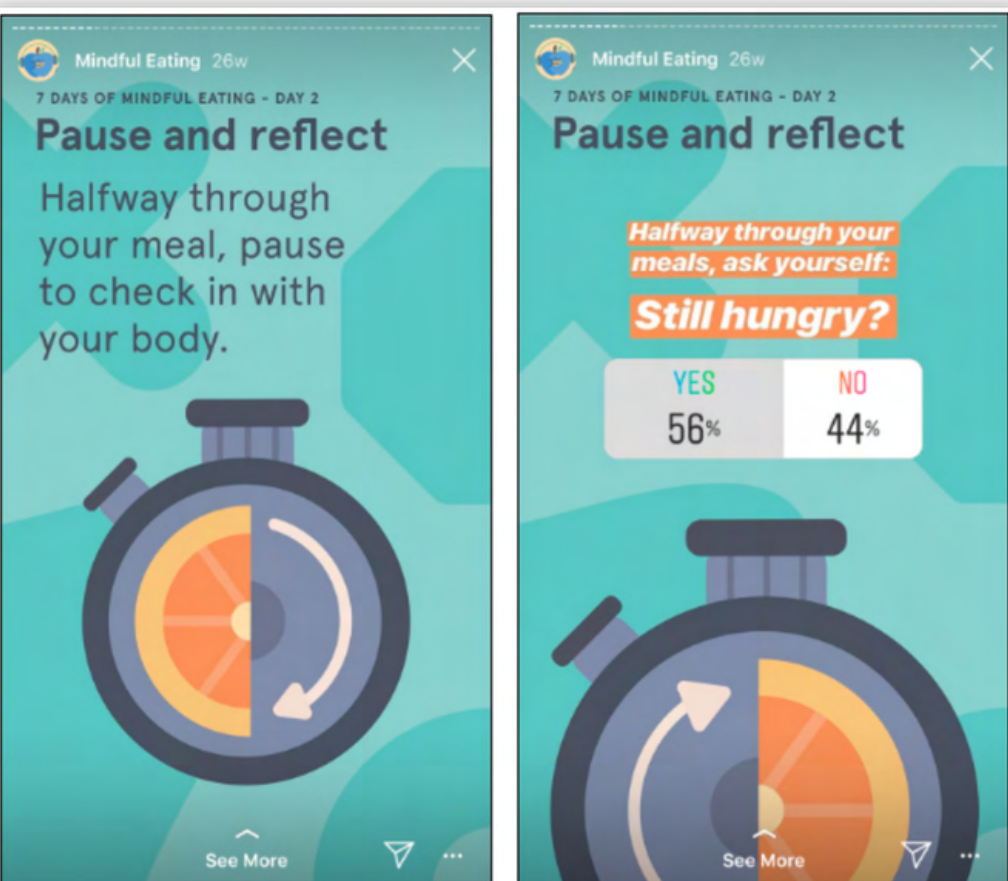 Mindful Eating 26w
7 DAYS OF MINDFUL EATING - DAY 2
Pause and reflect
Halfway through
your meal, pause
to check in with
your body.
See More
Mindful Eating 26w
7 DAYS OF MINDFUL EATING - DAY 2
Pause and reflect
Halfway through your
meals, ask yourself:
Still hungry?
YES NO
56% 44%
See More